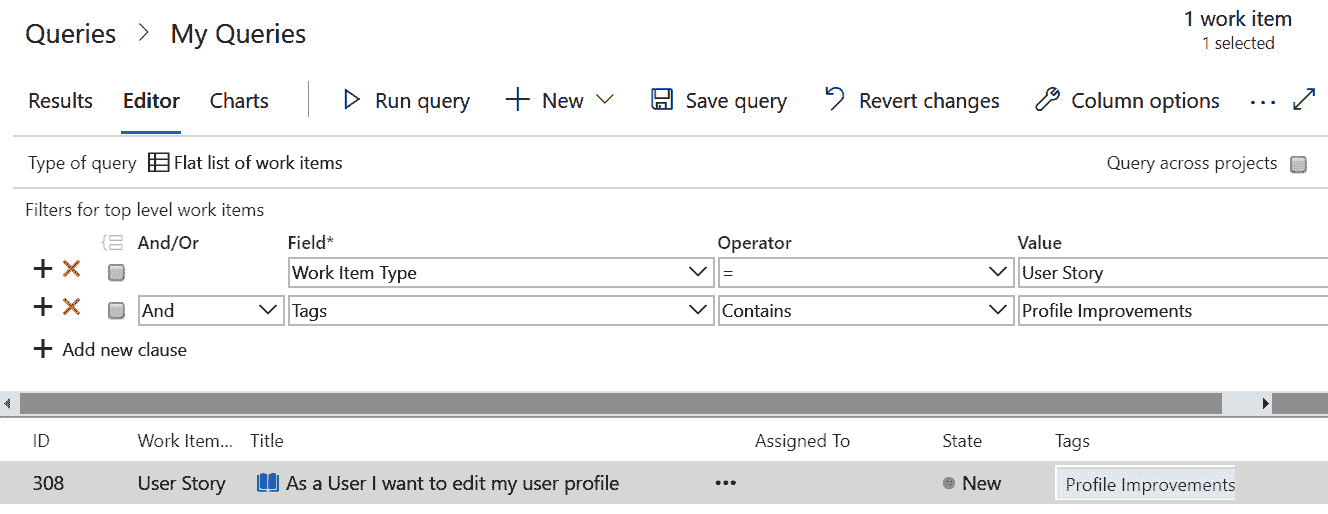 Queries > My Queries
1 work item
1 selected
Results Editor Charts Run query New Save query Revert changes Column options ...
Type of query Flat list of work items Query across projects
Filters for top level work items
And/Or Field* Operator Value
Work Item Type = User Story
And Tags Contains Profile Improvements
Add new clause
ID Work Item... Title Assigned To State Tags
308 User Story As a User I want to edit my user profile ... New Profile Improvements